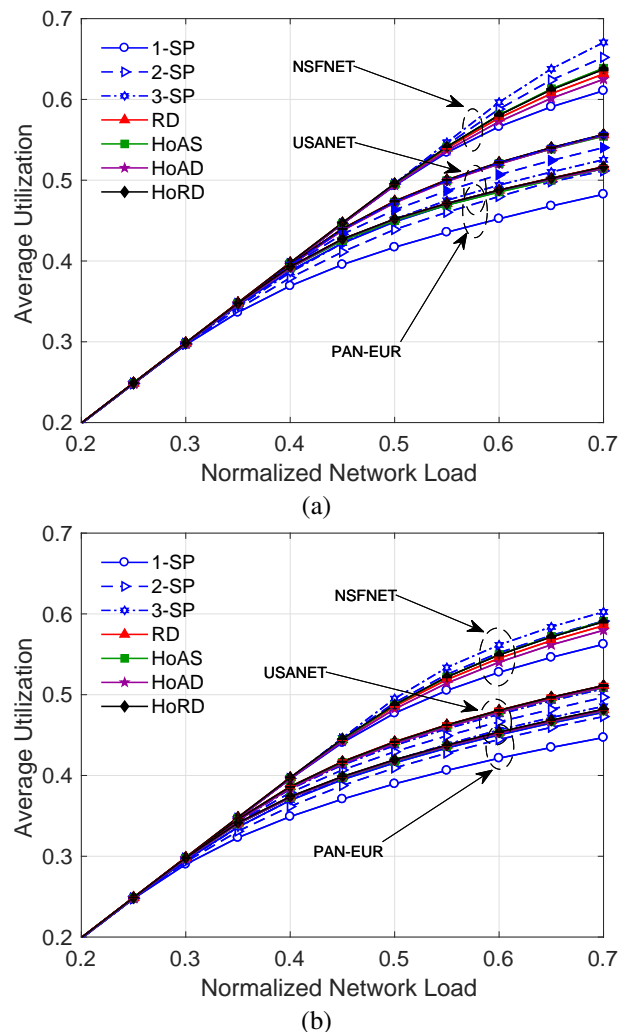 0.7
0.6
0.5
0.4
0.3
0.2
Average Utilization
1-SP
2-SP
3-SP
RD
HoAS
HoAD
HoRD
NSFNET
USANET
PAN-EUR
0.2 0.3 0.4 0.5 0.6 0.7
Normalized Network Load
(a)
0.7
0.6
0.5
0.4
0.3
0.2
Average Utilization
1-SP
2-SP
3-SP
RD
HoAS
HoAD
HoRD
NSFNET
USANET
PAN-EUR
0.2 0.3 0.4 0.5 0.6 0.7
Normalized Network Load
(b)